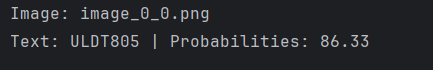 Image: image_0_0.png
Text: ULDT805 | Probabilities: 86.33